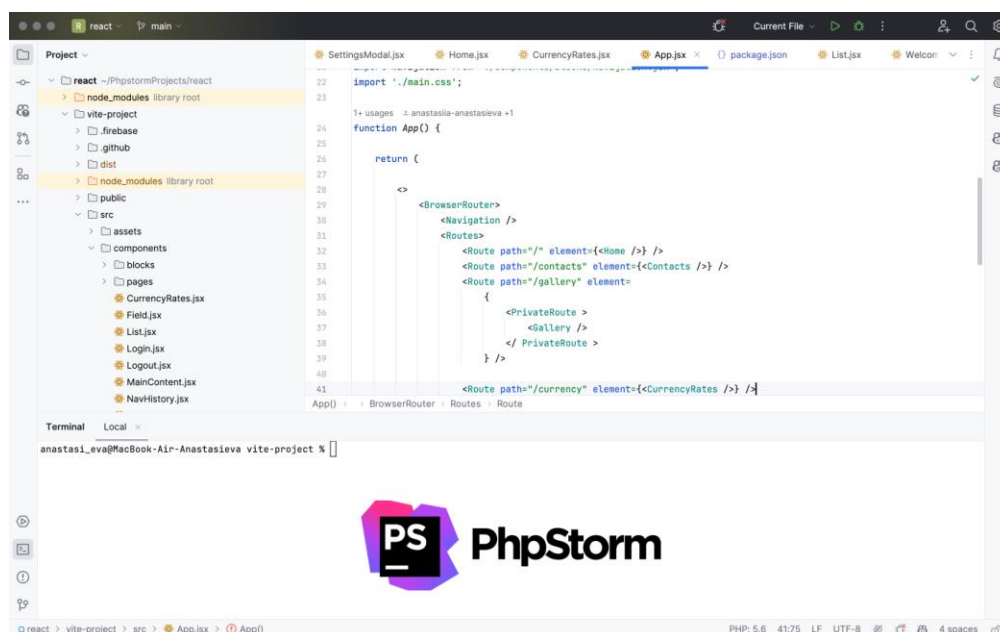 R react main Current File
Project
SettingsModal.jsx Home.jsx CurrencyRates.jsx App.jsx package.json List.jsx Welcom
react ~/PhpstormProjects/react
node_modules library root
vite-project
.firebase
.github
dist
node_modules library root
public
src
assets
components
blocks
pages
CurrencyRates.jsx
Field.jsx
List.jsx
Login.jsx
Logout.jsx
MainContent.jsx
NavHistory.jsx
22 import './main.css';
23
1+ usages anastasiia-anastasieva +1
24 function App() {
25
26 return (
27
28 <>
29 <BrowserRouter>
30 <Navigation />
31 <Routes>
32 <Route path="/" element={<Home />} />
33 <Route path="/contacts" element={<Contacts />} />
34 <Route path="/gallery" element=
35 {
36 <PrivateRoute >
37 <Gallery />
38 </ PrivateRoute >
39 } />
40
41 <Route path="/currency" element={<CurrencyRates />} />
App() BrowserRouter Routes Route
Terminal Local
anastasi_eva@MacBook-Air-Anastasieva vite-project %
PS PhpStorm
react > vite-project > src > App.jsx > App() PHP: 5.6 41:75 LF UTF-8 4 spaces